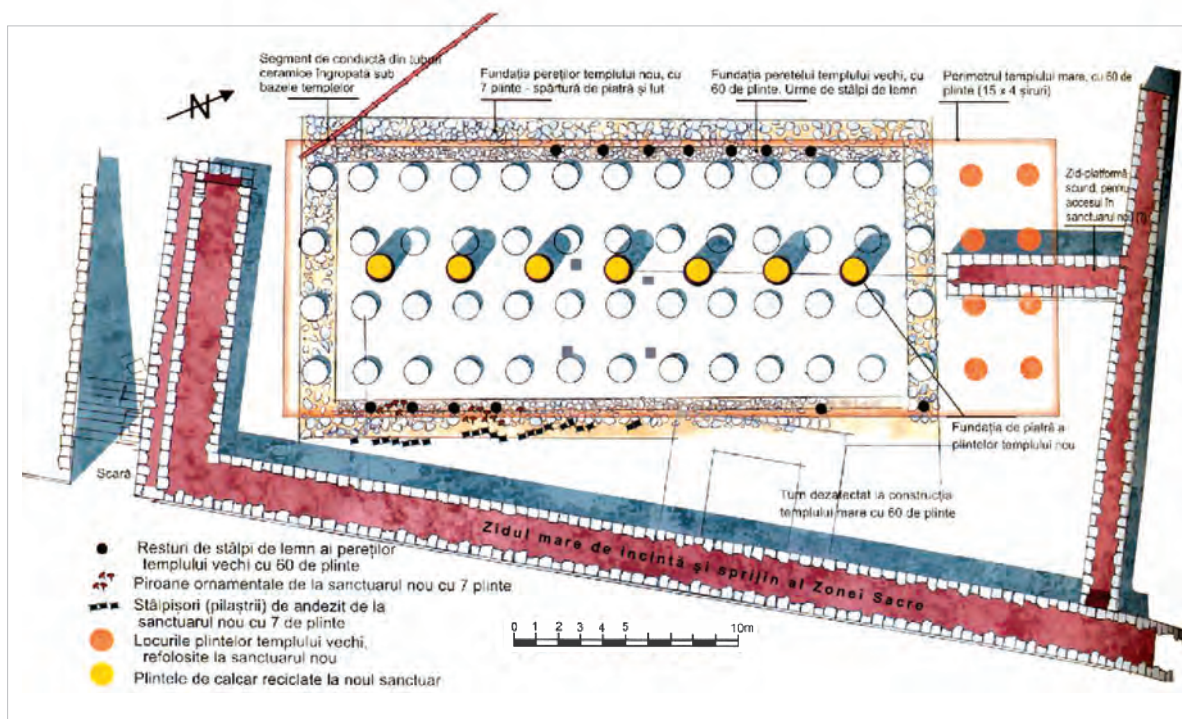 Segment de conductă din tuburi
ceramice îngropată sub
bazele templelor
Fundația pereților templului nou, cu
7 plinte - spărtură de piatră și lut
Fundația peretelui templului vechi, cu
60 de plinte. Urme de stâlpi de lemn
Perimetrul templului mare, cu 60 de
plinte (15 x 4 șiruri)
N
Zid-platformă
scund, pentru
accesul în
sanctuarul nou (?)
Fundația de piatră a
plintelor templului nou
Scară
Turn dezafectat la construcția
templului mare cu 60 de plinte
Zidul mare de incintă și sprijin al Zonei Sacre
Resturi de stâlpi de lemn ai pereților
templului vechi cu 60 de plinte
Piroane ornamentale de la sanctuarul nou cu 7 plinte
Stâlpișori (pilaștrii) de andezit de la
sanctuarul nou cu 7 de plinte
Locurile plintelor templului vechi,
refolosite la sanctuarul nou
Plintele de calcar reciclate la noul sanctuar
0 1 2 3 4 5 10m